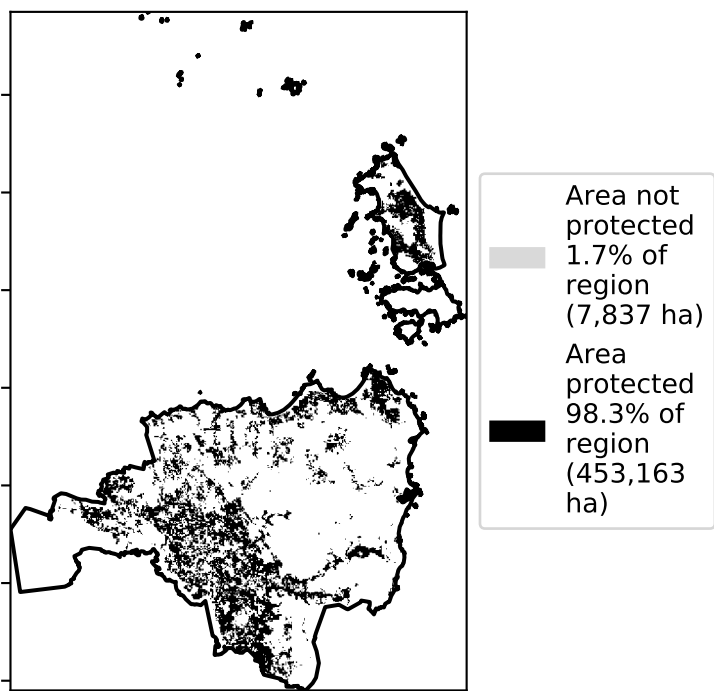 Area not
protected
1.7% of
region
(7,837 ha)
Area
protected
98.3% of
region
(453,163
ha)